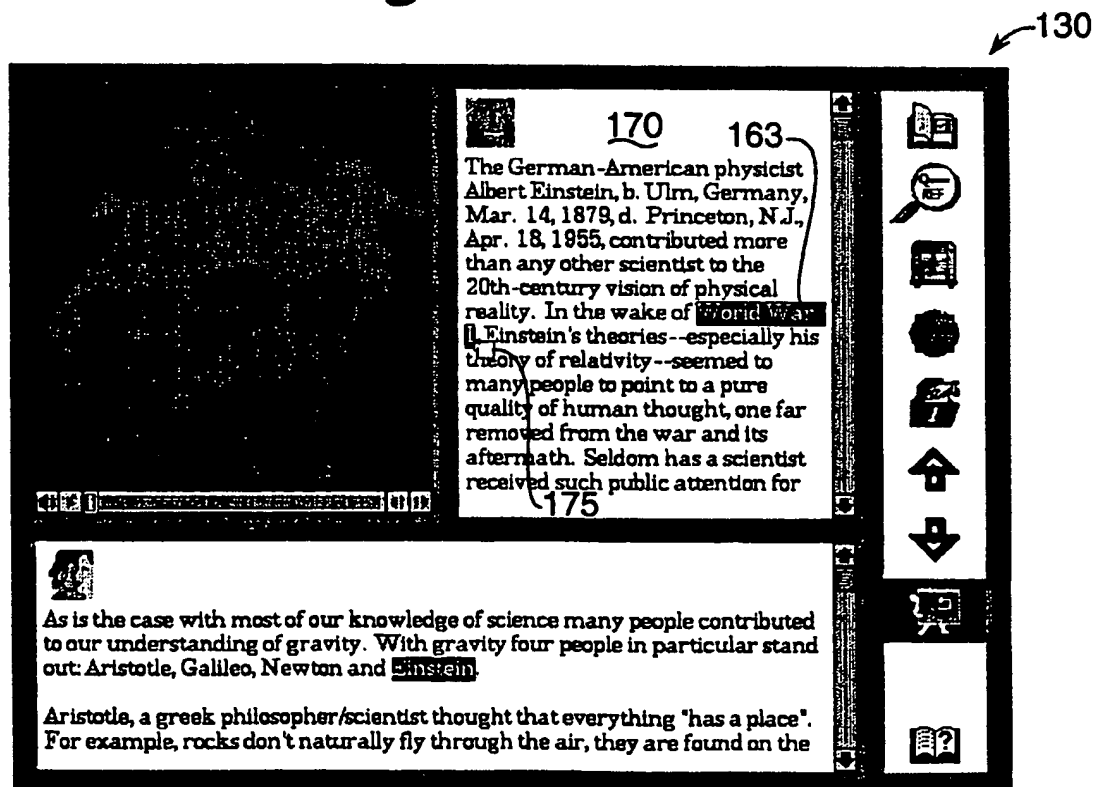 130
170
163
The German-American physicist
Albert Einstein, b. Ulm, Germany,
Mar. 14, 1879, d. Princeton, N.J.,
Apr. 18, 1955, contributed more
than any other scientist to the
20th-century vision of physical
reality. In the wake of World War
I, Einstein's theories--especially his
theory of relativity--seemed to
many people to point to a pure
quality of human thought, one far
removed from the war and its
aftermath. Seldom has a scientist
received such public attention for
175
REF
As is the case with most of our knowledge of science many people contributed
to our understanding of gravity. With gravity four people in particular stand
out: Aristotle, Galileo, Newton and Einstein.
Aristotle, a greek philosopher/scientist thought that everything "has a place".
For example, rocks don't naturally fly through the air, they are found on the
?